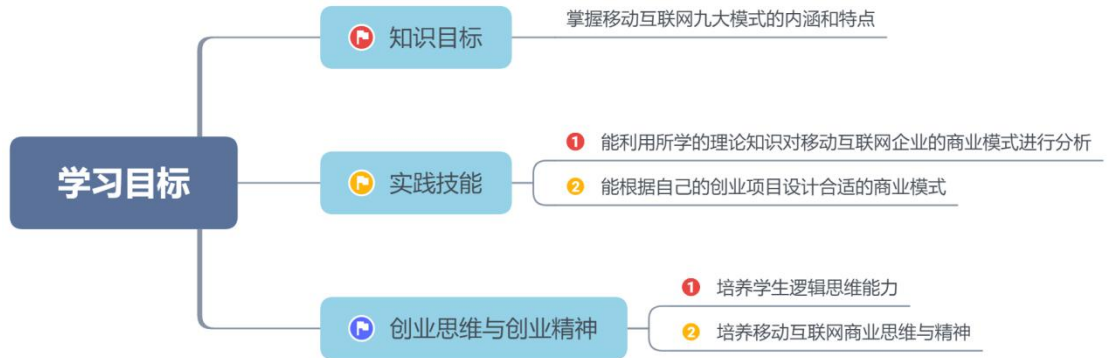 学习目标
知识目标
掌握移动互联网九大模式的内涵和特点
实践技能
1 能利用所学的理论知识对移动互联网企业的商业模式进行分析
2 能根据自己的创业项目设计合适的商业模式
创业思维与创业精神
1 培养学生逻辑思维能力
2 培养移动互联网商业思维与精神